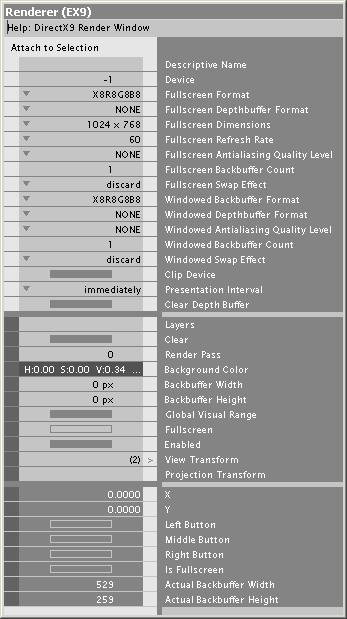 Renderer (EX9)
Help: DirectX9 Render Window
Attach to Selection
Descriptive Name
-1 Device
X8R8G8B8 Fullscreen Format
NONE Fullscreen Depthbuffer Format
1024 x 768 Fullscreen Dimensions
60 Fullscreen Refresh Rate
NONE Fullscreen Antialiasing Quality Level
1 Fullscreen Backbuffer Count
discard Fullscreen Swap Effect
X8R8G8B8 Windowed Backbuffer Format
NONE Windowed Depthbuffer Format
NONE Windowed Antialiasing Quality Level
1 Windowed Backbuffer Count
discard Windowed Swap Effect
Clip Device
immediately Presentation Interval
Clear Depth Buffer
Layers
Clear
0 Render Pass
H:0.00 S:0.00 V:0.34 ... Background Color
0 px Backbuffer Width
0 px Backbuffer Height
Global Visual Range
Fullscreen
Enabled
(2) > View Transform
Projection Transform
0.0000 X
0.0000 Y
Left Button
Middle Button
Right Button
Is Fullscreen
529 Actual Backbuffer Width
259 Actual Backbuffer Height